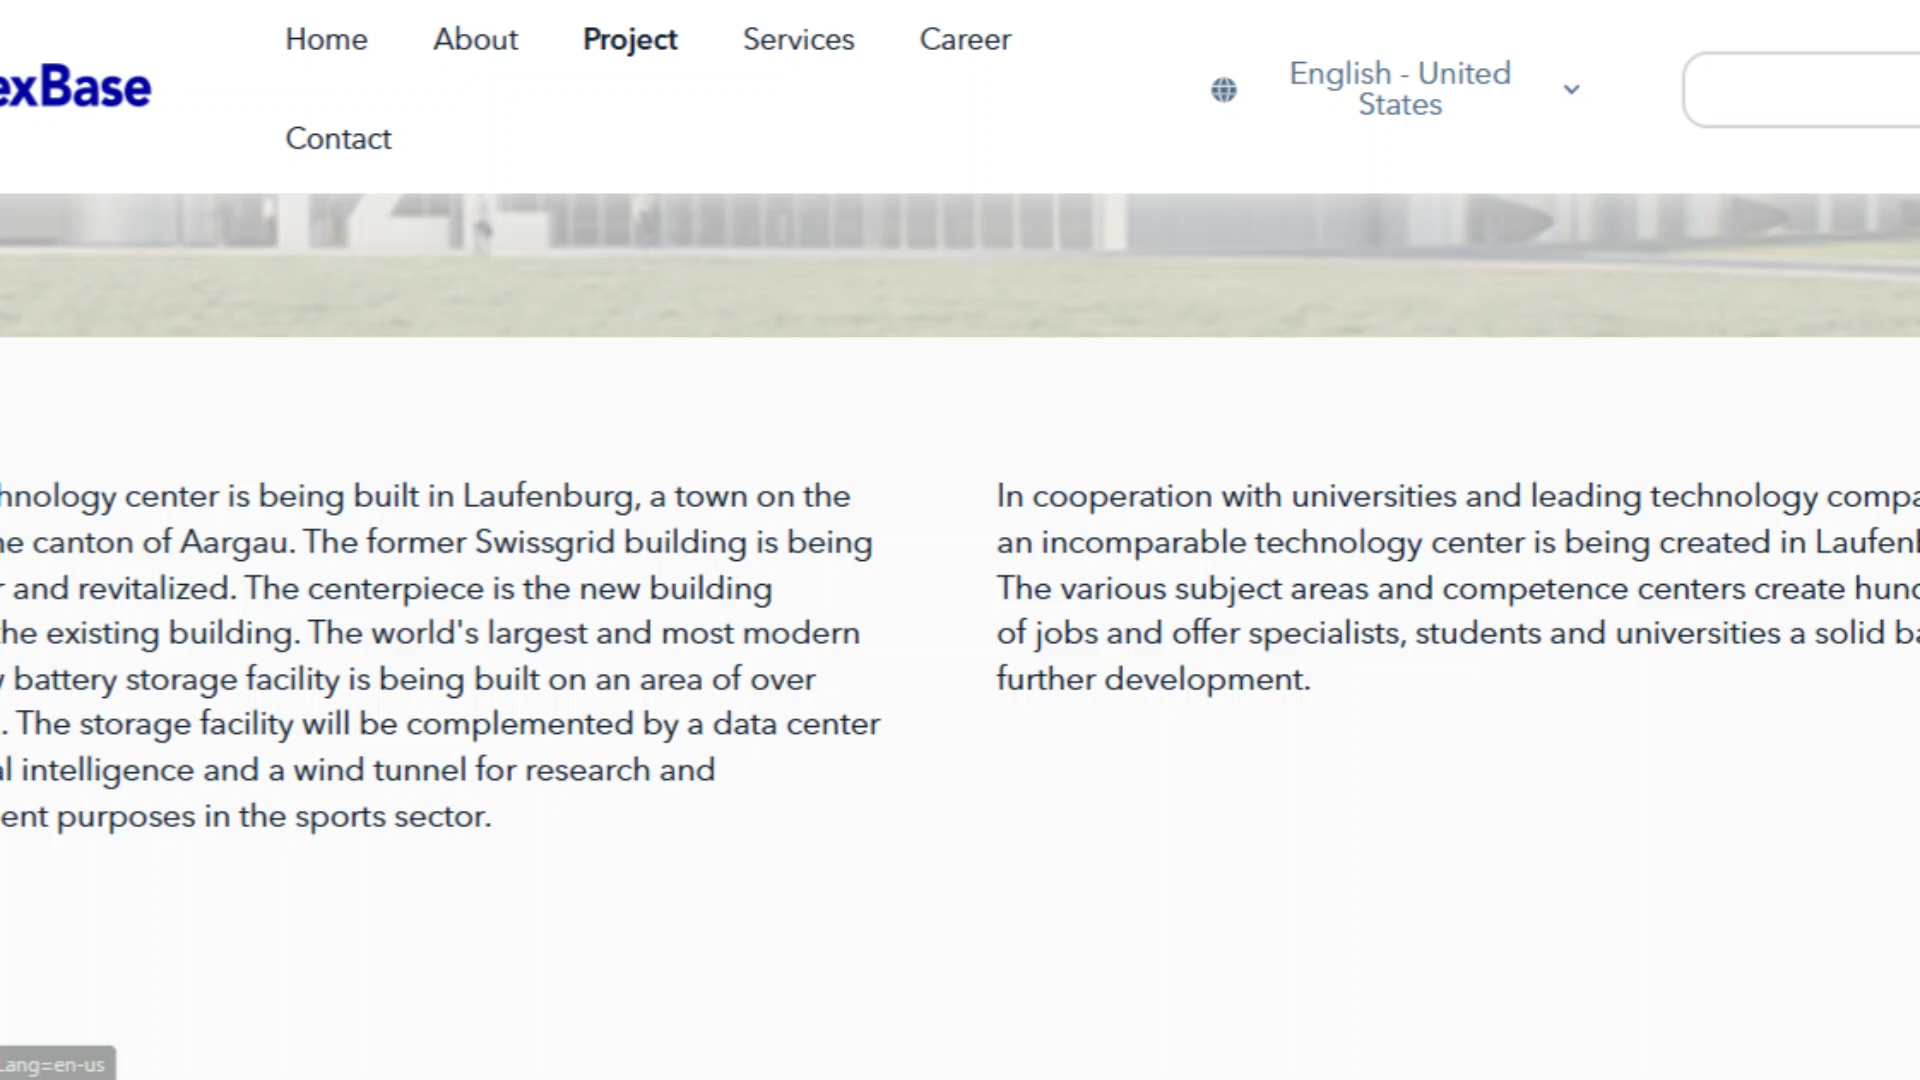 exBase
Home About Project Services Career
Contact
English - United
States
hnology center is being built in Laufenburg, a town on the
canton of Aargau. The former Swissgrid building is being
and revitalized. The centerpiece is the new building
the existing building. The world's largest and most modern
battery storage facility is being built on an area of over
. The storage facility will be complemented by a data center
intelligence and a wind tunnel for research and
ent purposes in the sports sector.
In cooperation with universities and leading technology compa
an incomparable technology center is being created in Laufenb
The various subject areas and competence centers create hund
of jobs and offer specialists, students and universities a solid ba
further development.
Lang=en-us